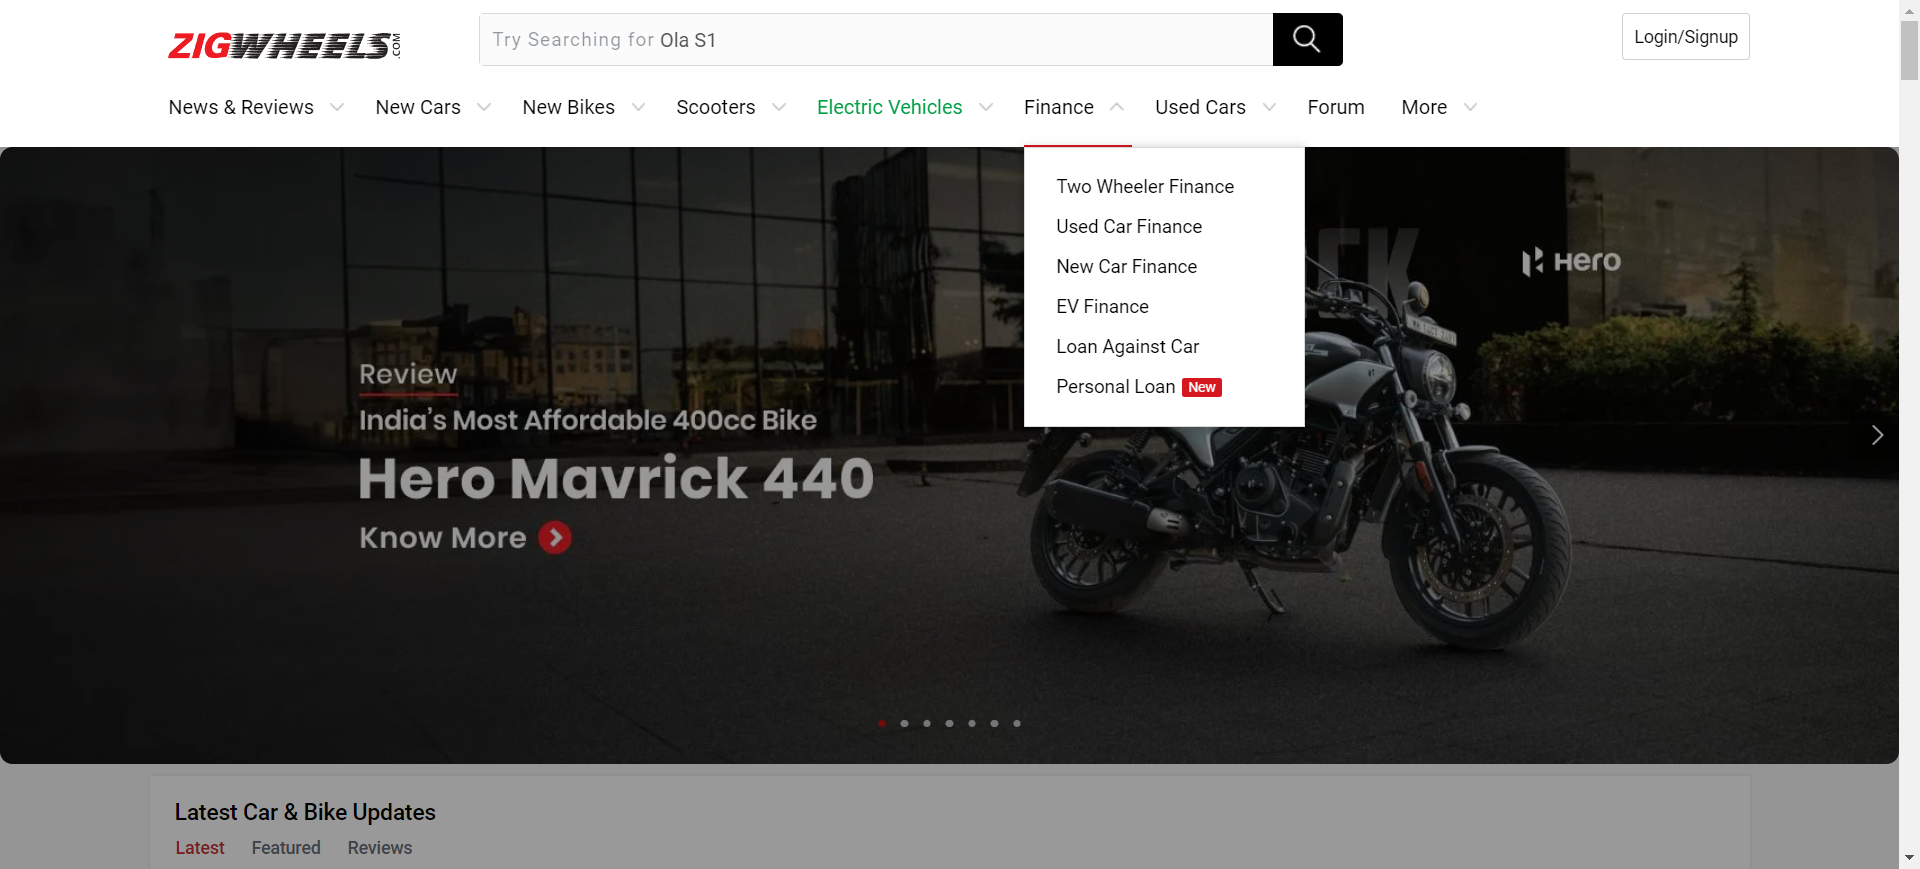 ZIGWHEELS.COM
Try Searching for Ola S1
Login/Signup
News & Reviews
New Cars
New Bikes
Scooters
Electric Vehicles
Finance
Used Cars
Forum
More
Two Wheeler Finance
Used Car Finance
New Car Finance
EV Finance
Loan Against Car
Personal Loan New
Hero
Review
India's Most Affordable 400cc Bike
Hero Mavrick 440
Know More
Latest Car & Bike Updates
Latest
Featured
Reviews